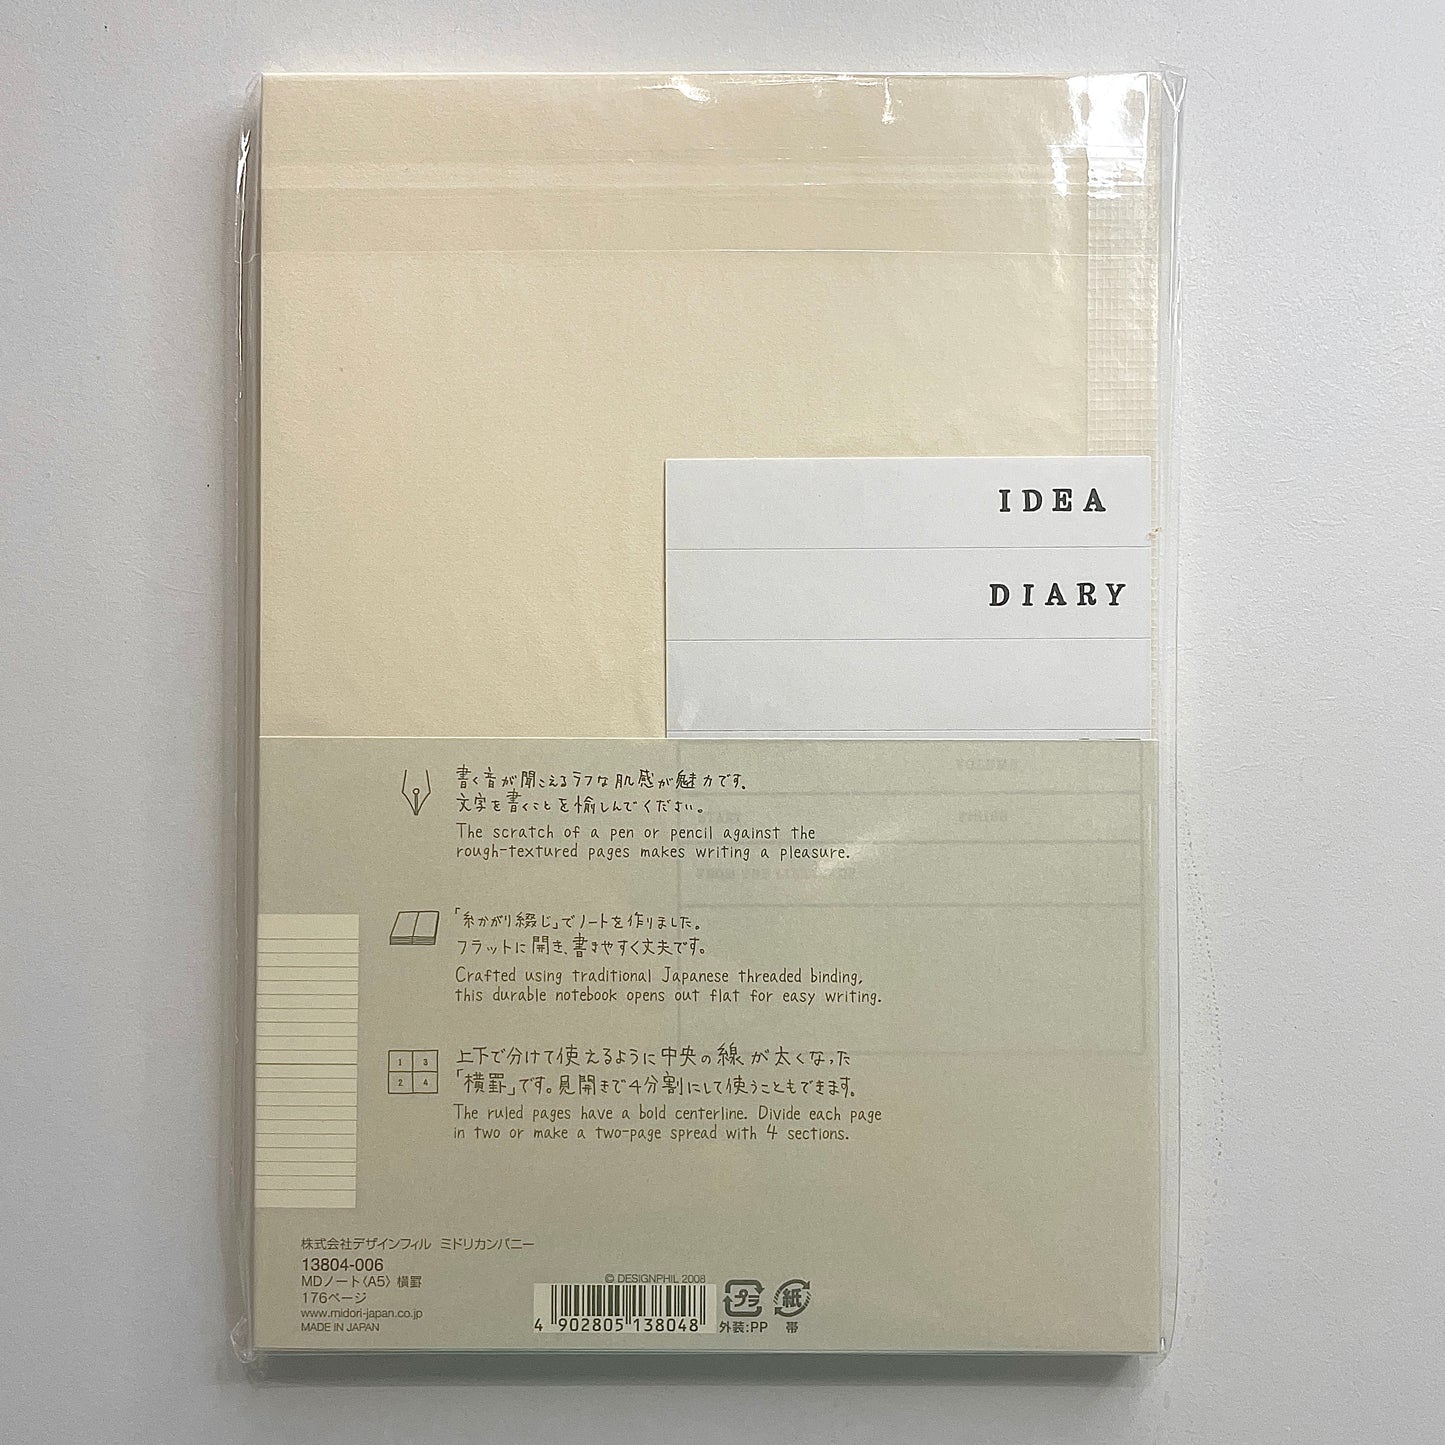 IDEA
DIARY
書く音が聞こえるラフな肌感が魅力です。
文字を書くことを愉しんでください。
The scratch of a pen or pencil against the
rough-textured pages makes writing a pleasure.
「糸かがり綴じ」でノートを作りました。
フラットに開き、書きやすく丈夫です。
Crafted using traditional Japanese threaded binding,
this durable notebook opens out flat for easy writing.
1 3
2 4
上下で分けて使えるように中央の線が太くなった
「横罫」です。見開きで4分割にして使うこともできます。
The ruled pages have a bold centerline. Divide each page
in two or make a two-page spread with 4 sections.
株式会社デザインフィル ミドリカンパニー
13804-006
MDノート〈A5〉 横罫
176ページ
www.midori-japan.co.jp
MADE IN JAPAN
© DESIGNPHIL 2008
4 902805 138048
プラ
紙
外装:PP
帯